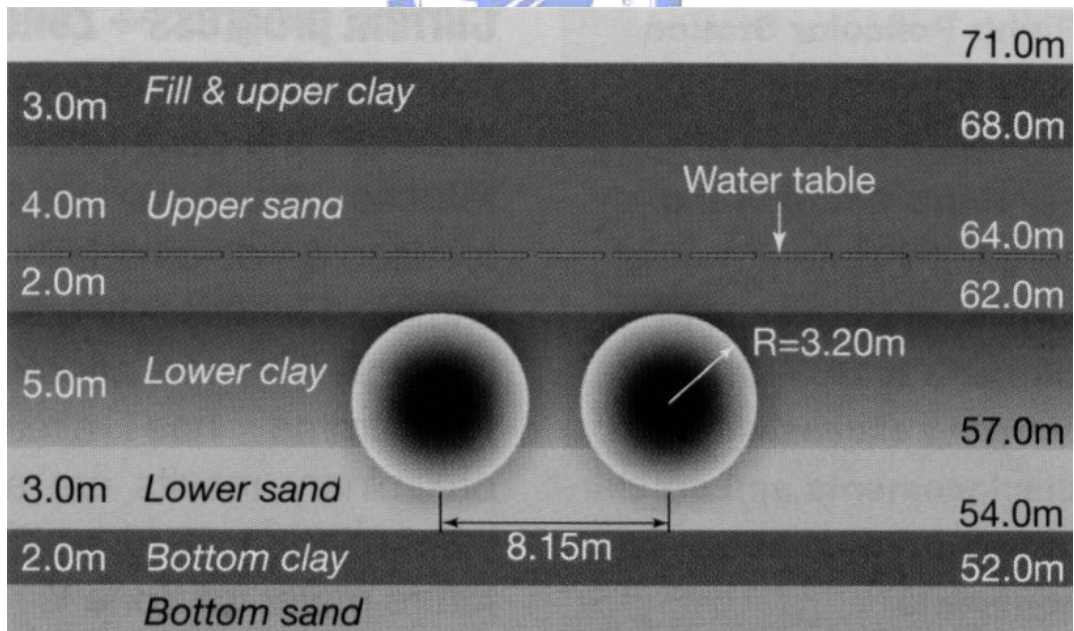 71.0m
3.0m Fill & upper clay
68.0m
4.0m Upper sand
Water table
64.0m
2.0m
62.0m
R=3.20m
5.0m Lower clay
57.0m
3.0m Lower sand
54.0m
8.15m
2.0m Bottom clay
52.0m
Bottom sand